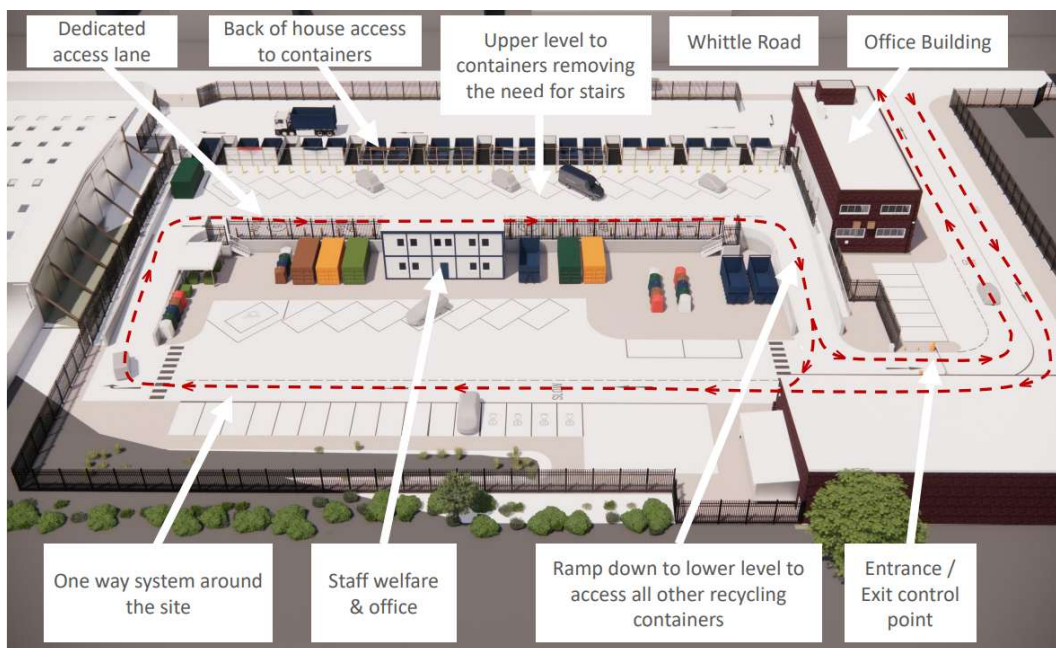 Dedicated
access lane
Back of house access
to containers
Upper level to
containers removing
the need for stairs
Whittle Road
Office Building
One way system around
the site
Staff welfare
& office
Ramp down to lower level to
access all other recycling
containers
Entrance /
Exit control
point